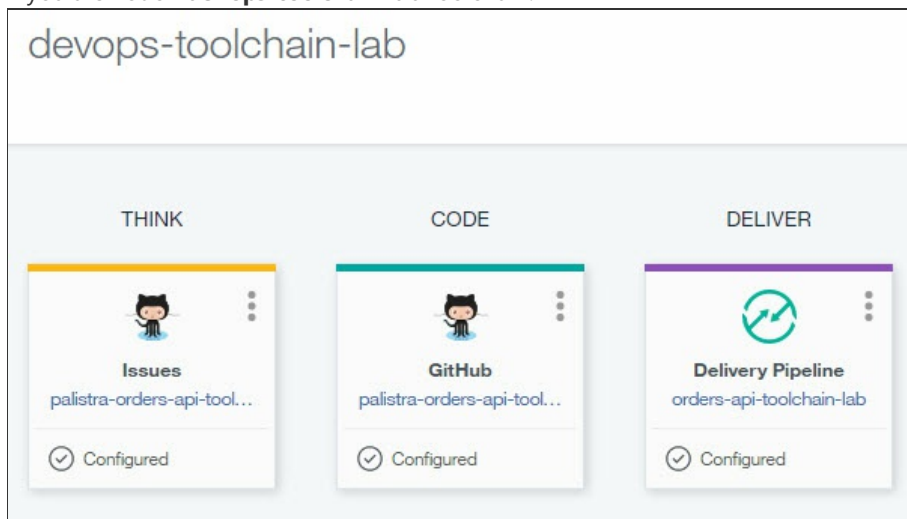 devops-toolchain-lab
THINK
CODE
DELIVER
Issues
palistra-orders-api-tool...
Configured
GitHub
palistra-orders-api-tool...
Configured
Delivery Pipeline
orders-api-toolchain-lab
Configured